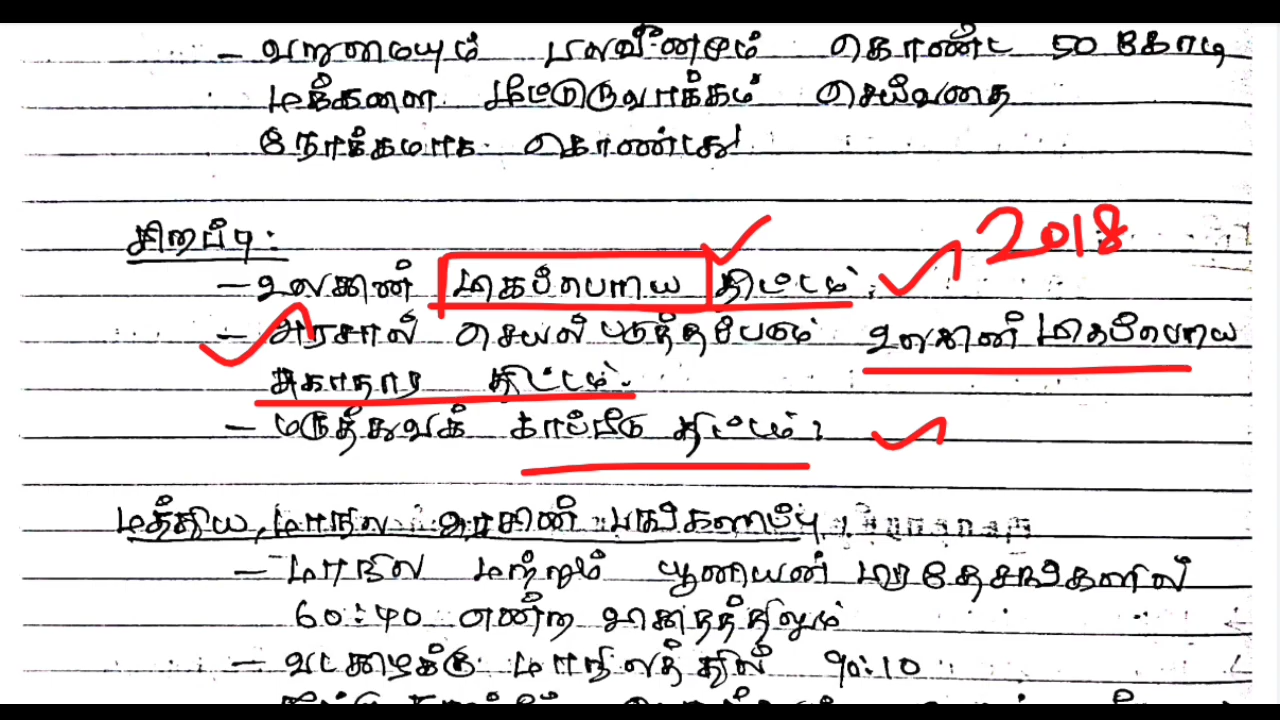 - வறுமையும் பலவீனமும் கொண்ட 50 கோடி
மக்களை மீட்டுருவாக்கம் செய்வதை
நோக்கமாக கொண்டது
சிறப்பு :
2018
- உலகின் மிகப்பெரிய திட்டம்.
- அரசால் செயல்படுத்தப்பேகும் உலகின் மிகப்பெரிய
சுகாதார திட்டம்.
- மருத்துவக் காப்பீடு திட்டம்.
மத்திய, மாநில அரசின் பங்களிப்பு
- மாநில மற்றும் யூனியன் பிரதேசங்களில்
60:40 என்ற விகிதத்திலும்
- வடகிழக்கு மாநிலத்தில் 90:10